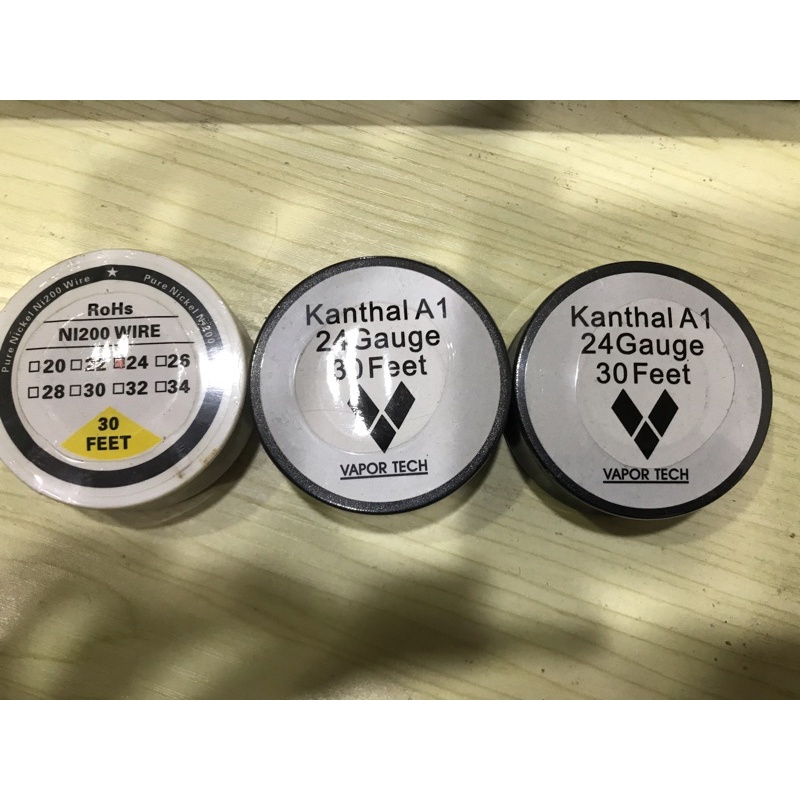 Pure Nickel Ni200 Wire ★ Pure Nickel Ni200
RoHs
NI200 WIRE
□20 □22 □24 □26
□28 □30 □32 □34
30
FEET
Kanthal A1
24Gauge
30Feet
VAPOR TECH
Kanthal A1
24Gauge
30Feet
VAPOR TECH